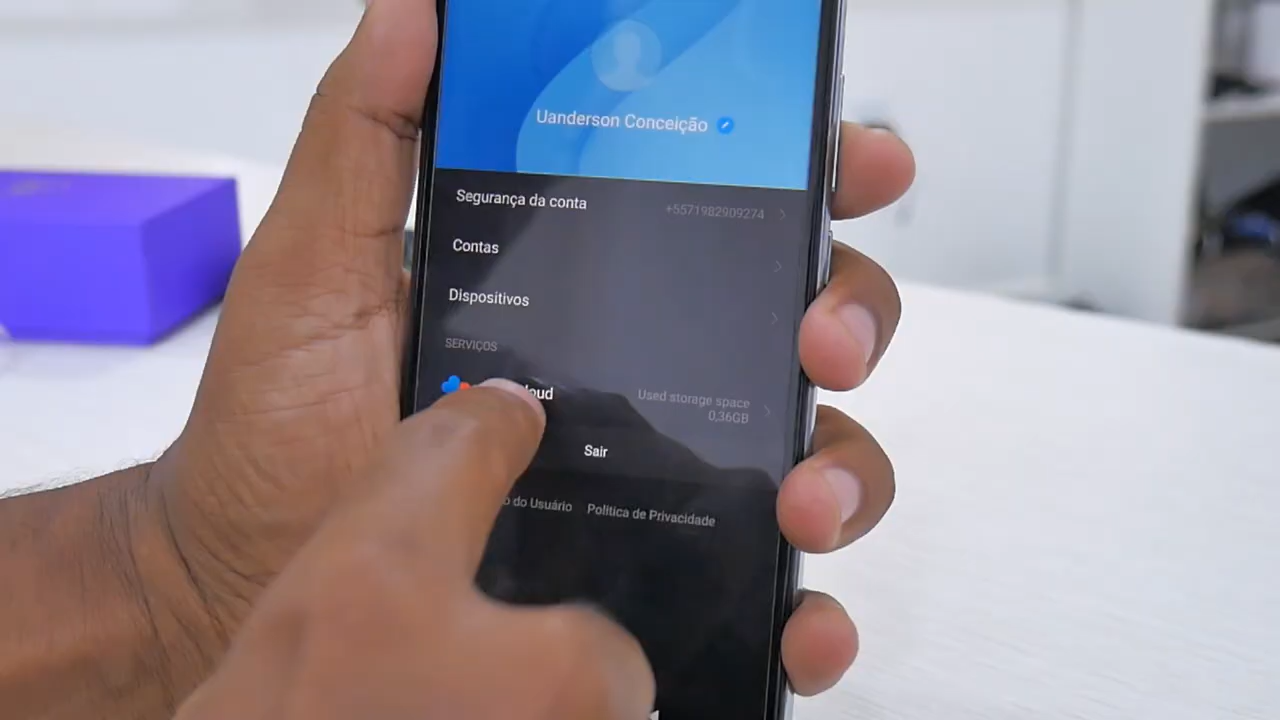 Uanderson Conceição
Segurança da conta
+5571982909274
Contas
Dispositivos
SERVIÇOS
oud
Used storage space
0,36GB
Sair
o do Usuário
Política de Privacidade